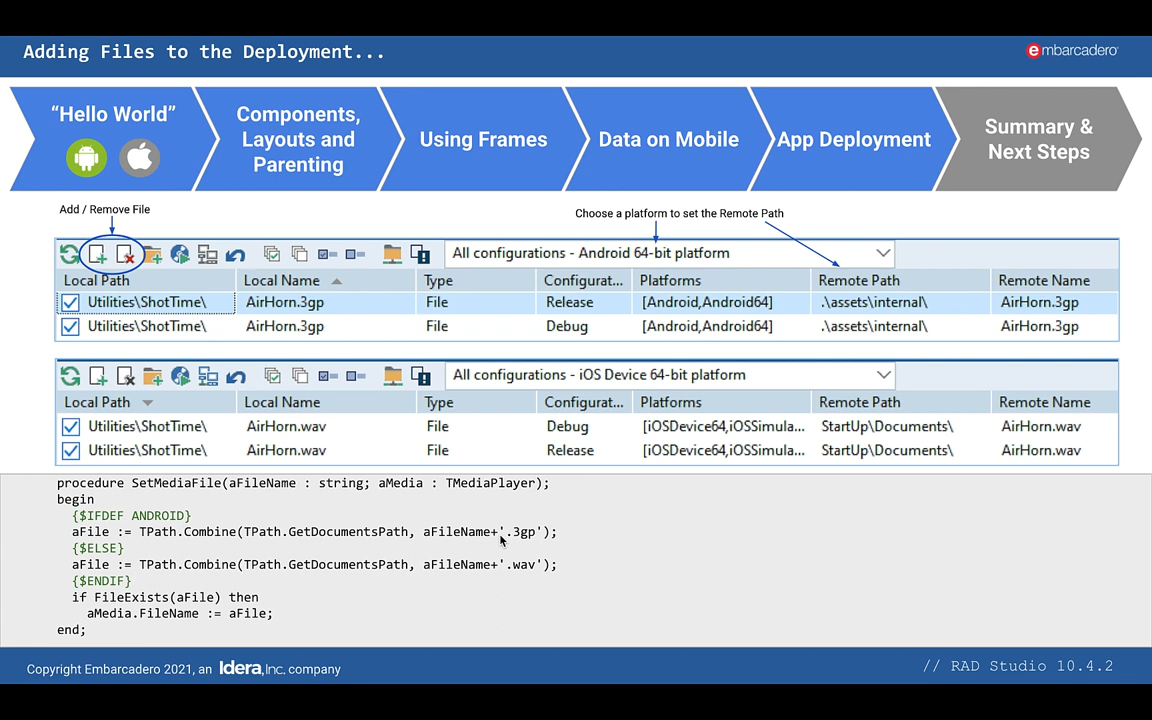 Adding Files to the Deployment...
embarcadero
“Hello World”
Components,
Layouts and
Parenting
Using Frames
Data on Mobile
App Deployment
Summary &
Next Steps
Add / Remove File
Choose a platform to set the Remote Path
All configurations - Android 64-bit platform
Local Path Local Name Type Configurat... Platforms Remote Path Remote Name
Utilities\ShotTime\ AirHorn.3gp File Release [Android,Android64] .\assets\internal\ AirHorn.3gp
Utilities\ShotTime\ AirHorn.3gp File Debug [Android,Android64] .\assets\internal\ AirHorn.3gp
All configurations - iOS Device 64-bit platform
Local Path Local Name Type Configurat... Platforms Remote Path Remote Name
Utilities\ShotTime\ AirHorn.wav File Debug [iOSDevice64,iOSSimula... StartUp\Documents\ AirHorn.wav
Utilities\ShotTime\ AirHorn.wav File Release [iOSDevice64,iOSSimula... StartUp\Documents\ AirHorn.wav
procedure SetMediaFile(aFileName : string; aMedia : TMediaPlayer);
begin
{$IFDEF ANDROID}
aFile := TPath.Combine(TPath.GetDocumentsPath, aFileName+'.3gp');
{$ELSE}
aFile := TPath.Combine(TPath.GetDocumentsPath, aFileName+'.wav');
{$ENDIF}
if FileExists(aFile) then
aMedia.FileName := aFile;
end;
Copyright Embarcadero 2021, an Idera, Inc. company
// RAD Studio 10.4.2